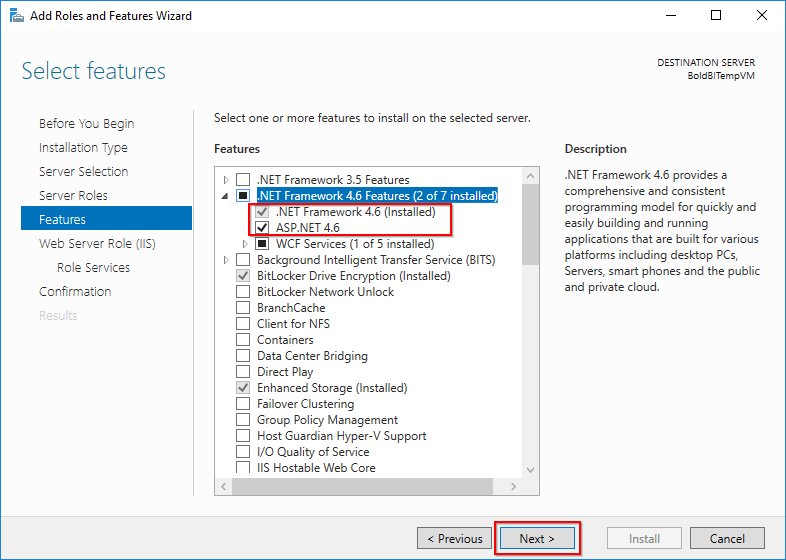 Add Roles and Features Wizard
Select features
DESTINATION SERVER
BoldBITempVM
Before You Begin
Installation Type
Server Selection
Server Roles
Features
Web Server Role (IIS)
Role Services
Confirmation
Results
Select one or more features to install on the selected server.
Features
.NET Framework 3.5 Features
.NET Framework 4.6 Features (2 of 7 installed)
.NET Framework 4.6 (Installed)
ASP.NET 4.6
WCF Services (1 of 5 installed)
Background Intelligent Transfer Service (BITS)
BitLocker Drive Encryption (Installed)
BitLocker Network Unlock
BranchCache
Client for NFS
Containers
Data Center Bridging
Direct Play
Enhanced Storage (Installed)
Failover Clustering
Group Policy Management
Host Guardian Hyper-V Support
I/O Quality of Service
IIS Hostable Web Core
Description
.NET Framework 4.6 provides a
comprehensive and consistent
programming model for quickly and
easily building and running
applications that are built for various
platforms including desktop PCs,
Servers, smart phones and the public
and private cloud.
< Previous
Next >
Install
Cancel